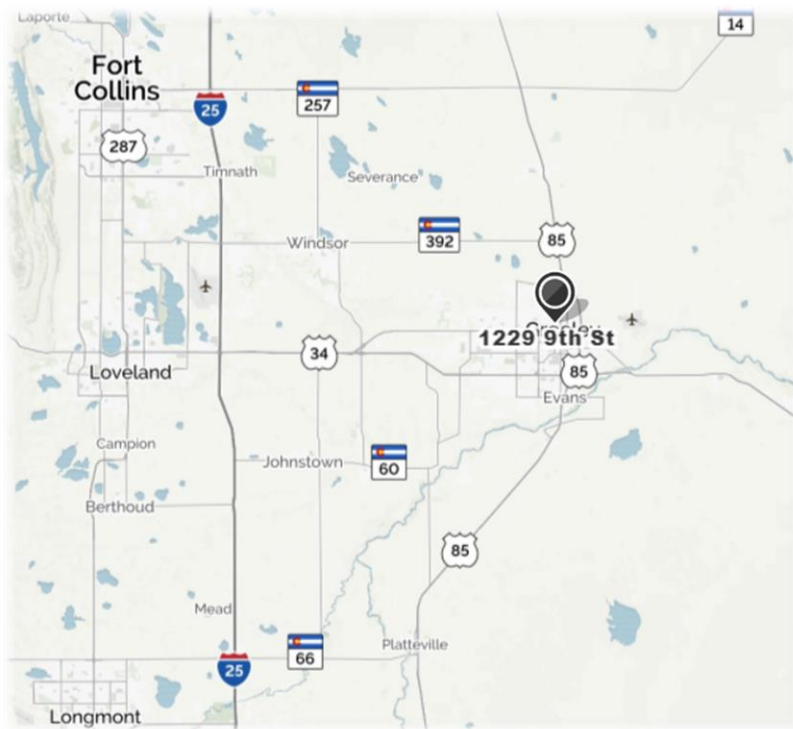 Laporte
14
Fort
Collins
25
257
287
Timnath
Severance
Windsor
392
85
Greeley
1229 9th St
34
85
Loveland
Evans
Campion
Johnstown
60
Berthoud
85
Mead
66
Platteville
25
Longmont